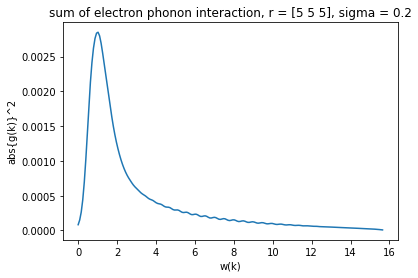 sum of electron phonon interaction, r = [5 5 5], sigma = 0.2
abs{g(k)}^2
0.0025
0.0020
0.0015
0.0010
0.0005
0.0000
0 2 4 6 8 10 12 14 16
w(k)